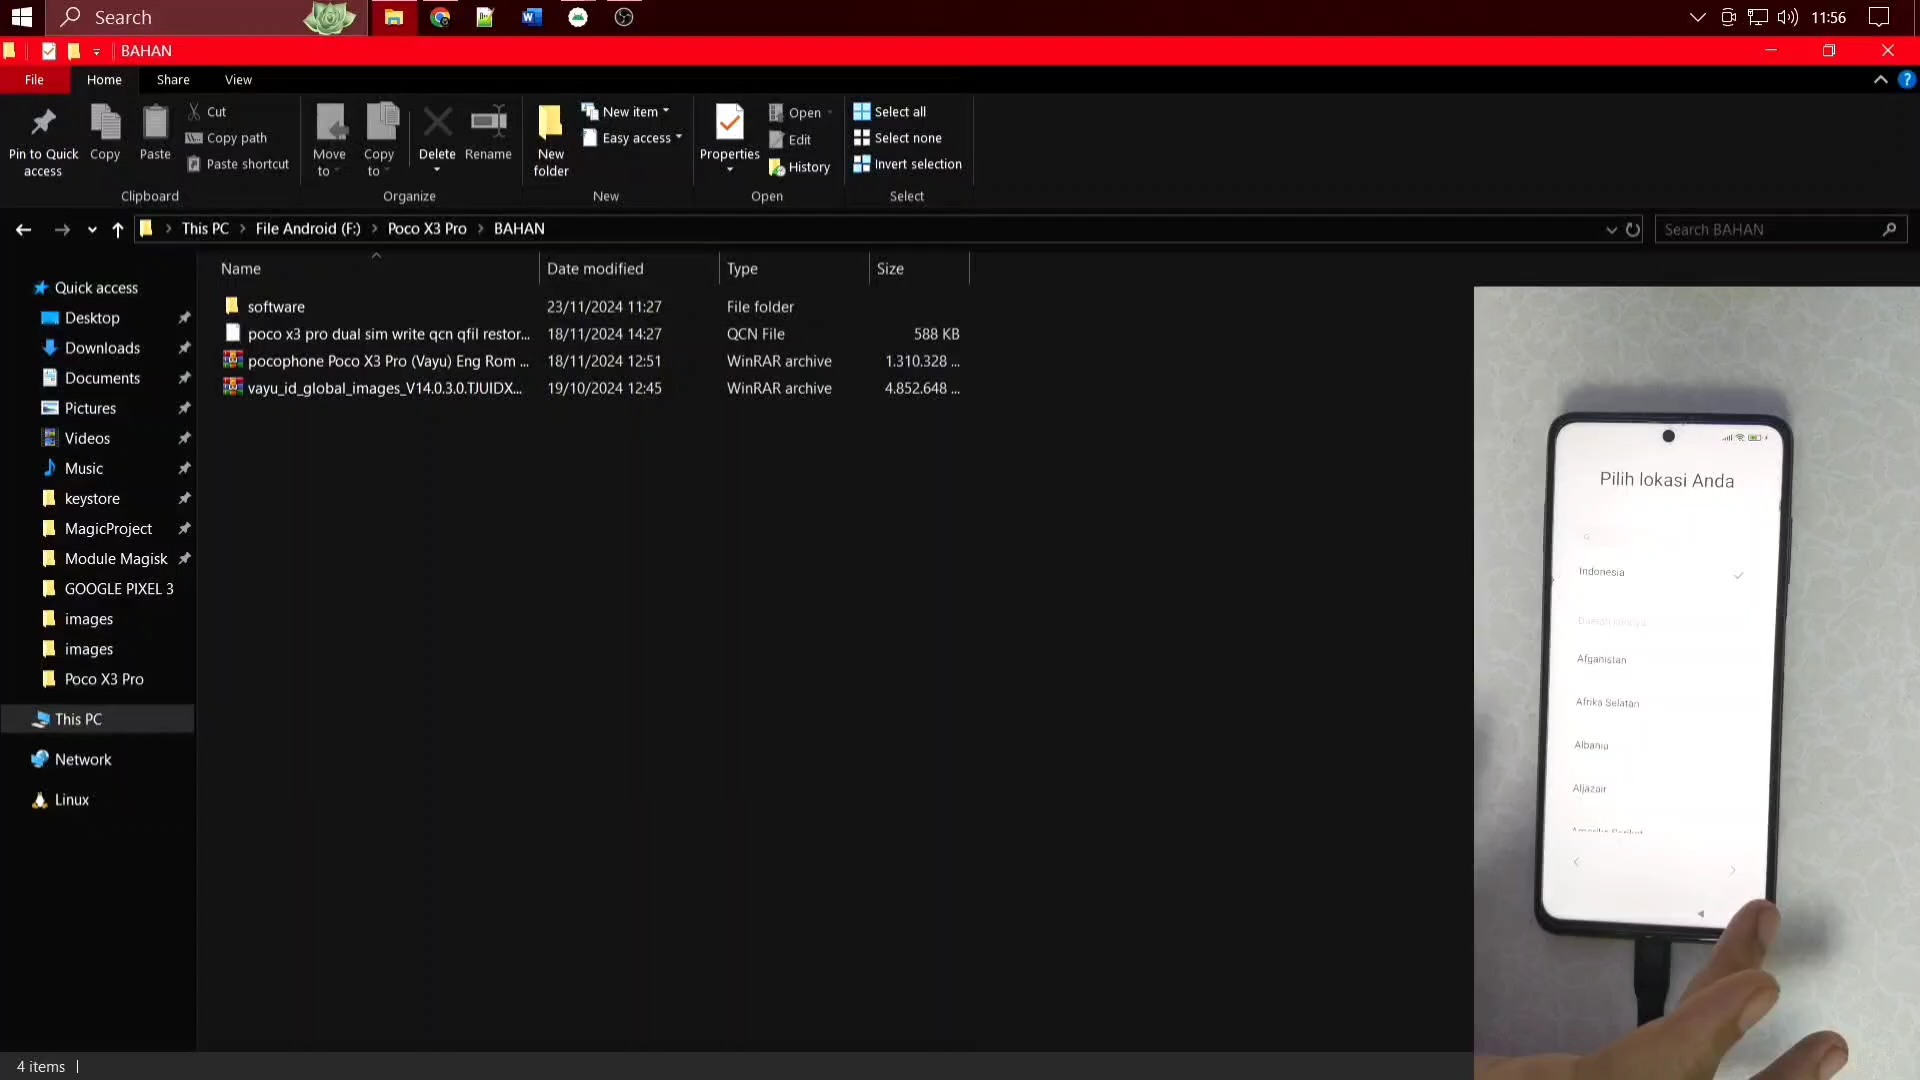 Search
11:56
BAHAN
File
Home
Share
View
Pin to Quick access
Copy
Paste
Cut
Copy path
Paste shortcut
Clipboard
Move to
Copy to
Delete
Rename
Organize
New folder
New item
Easy access
New
Properties
Open
Edit
History
Open
Select all
Select none
Invert selection
Select
This PC
File Android (F:)
Poco X3 Pro
BAHAN
Search BAHAN
Name
Date modified
Type
Size
software
23/11/2024 11:27
File folder
poco x3 pro dual sim write qcn qfil restor...
18/11/2024 14:27
QCN File
588 KB
pocophone Poco X3 Pro (Vayu) Eng Rom ...
18/11/2024 12:51
WinRAR archive
1.310.328 ...
vayu_id_global_images_V14.0.3.0.TJUIDX...
19/10/2024 12:45
WinRAR archive
4.852.648 ...
Quick access
Desktop
Downloads
Documents
Pictures
Videos
Music
keystore
MagicProject
Module Magisk
GOOGLE PIXEL 3
images
images
Poco X3 Pro
This PC
Network
Linux
4 items
Pilih lokasi Anda
Indonesia
Daerah lainnya
Afganistan
Afrika Selatan
Albania
Aljazair
Amerika Serikat